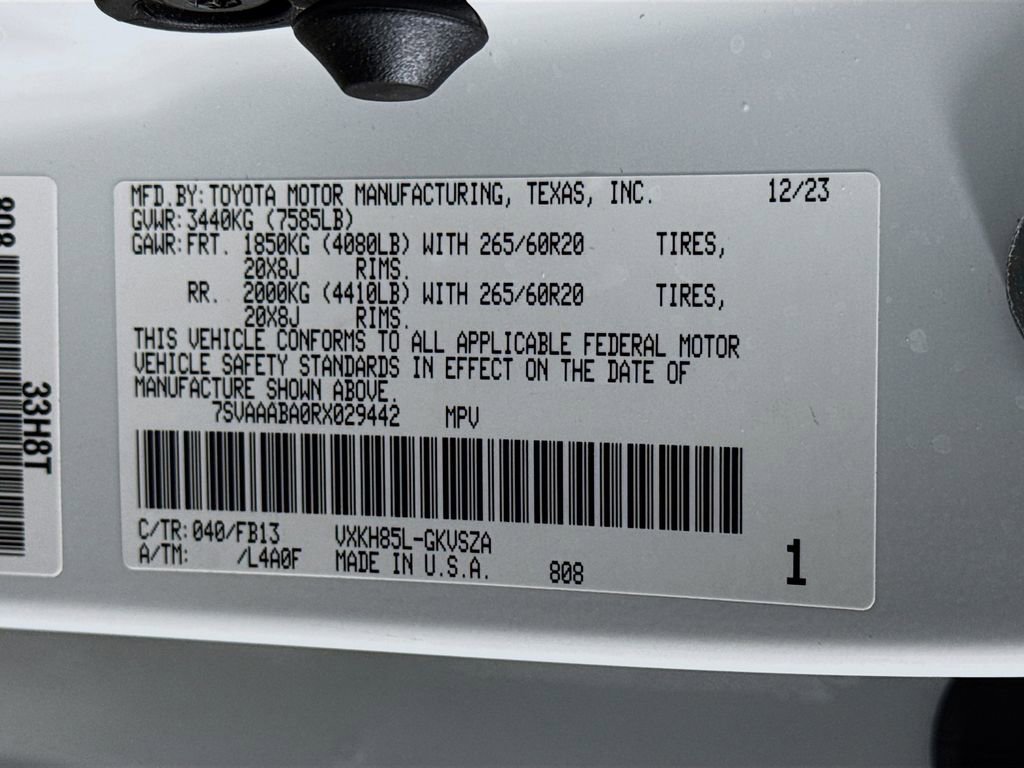 808
33H8T
MFD.BY: TOYOTA MOTOR MANUFACTURING, TEXAS, INC. 12/23
GVWR: 3440KG (7585LB)
GAWR: FRT. 1850KG (4080LB) WITH 265/60R20 TIRES,
20X8J RIMS.
RR. 2000KG (4410LB) WITH 265/60R20 TIRES,
20X8J RIMS.
THIS VEHICLE CONFORMS TO ALL APPLICABLE FEDERAL MOTOR
VEHICLE SAFETY STANDARDS IN EFFECT ON THE DATE OF
MANUFACTURE SHOWN ABOVE.
7SVAAABA0RX029442 MPV
C/TR: 040/FB13 VXKH85L-GKVSZA
A/TM: /L4A0F MADE IN U.S.A. 808 1